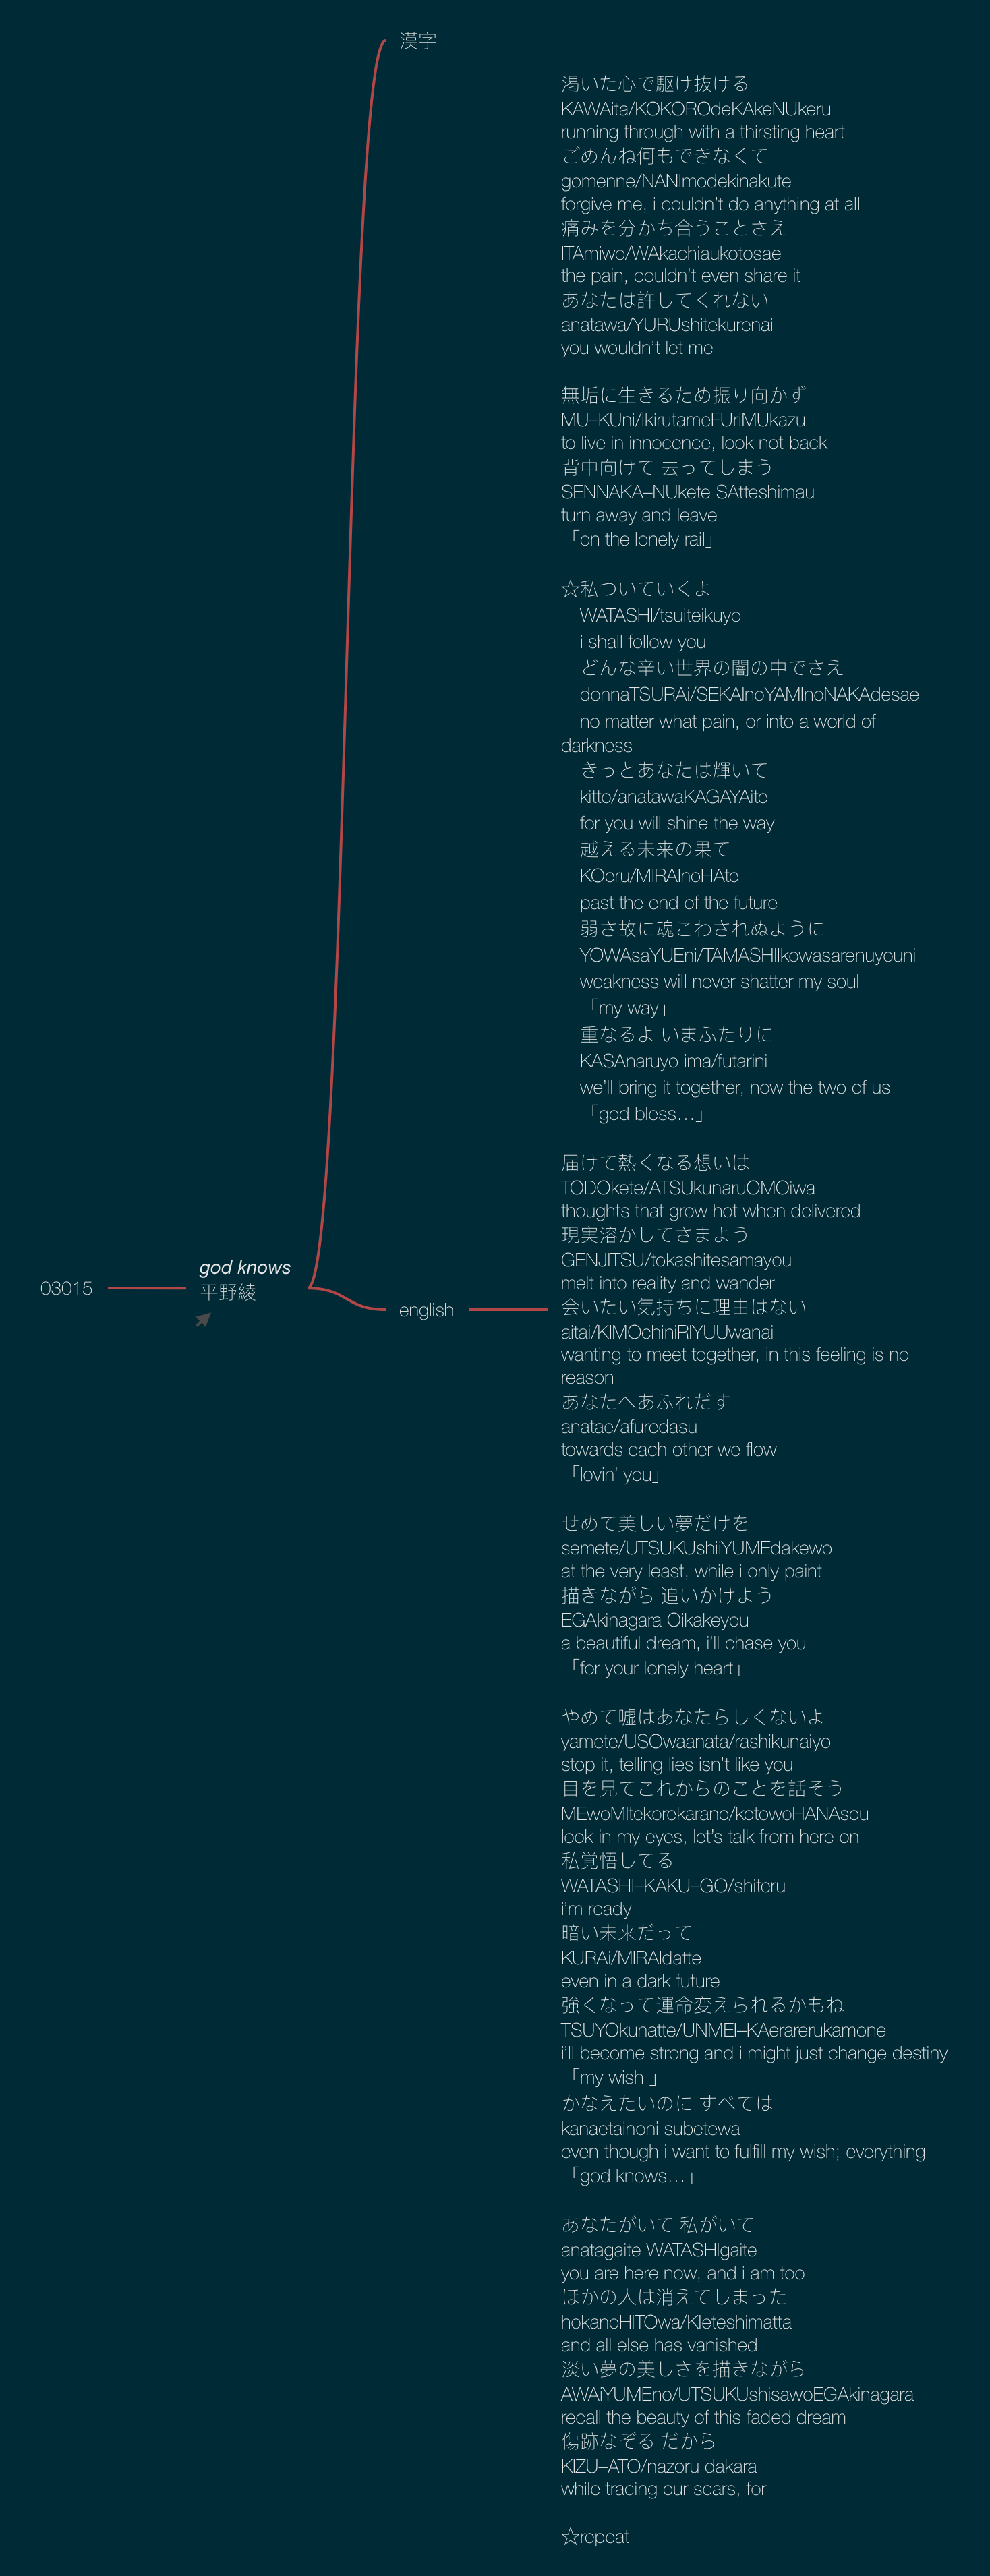 漢字
03015
god knows
平野綾
english
渇いた心で駆け抜ける
KAWAita/KOKOROdeKAkeNUkeru
running through with a thirsting heart
ごめんね何もできなくて
gomenne/NANImodekinakute
forgive me, i couldn't do anything at all
痛みを分かち合うことさえ
ITAmiwo/WAkachiaukotosae
the pain, couldn't even share it
あなたは許してくれない
anatawa/YURUshitekurenai
you wouldn't let me
無垢に生きるため振り向かず
MU–KUni/ikirutameFUriMUkazu
to live in innocence, look not back
背中向けて 去ってしまう
SENNAKA–NUkete SAtteshimau
turn away and leave
「on the lonely rail」
☆私ついていくよ
WATASHI/tsuiteikuyo
i shall follow you
どんな辛い世界の闇の中でさえ
donnaTSURAi/SEKAInoYAMInoNAKAdesae
no matter what pain, or into a world of
darkness
きっとあなたは輝いて
kitto/anatawaKAGAYAite
for you will shine the way
越える未来の果て
KOeru/MIRAInoHAte
past the end of the future
弱さ故に魂こわされぬように
YOWAsaYUEni/TAMASHIIkowasarenuyouni
weakness will never shatter my soul
「my way」
重なるよ いまふたりに
KASAnaruyo ima/futarini
we'll bring it together, now the two of us
「god bless…」
届けて熱くなる想いは
TODOkete/ATSUkunaruOMOiwa
thoughts that grow hot when delivered
現実溶かしてさまよう
GENJITSU/tokashitesamayou
melt into reality and wander
会いたい気持ちに理由はない
aitai/KIMOchiniRIYUUwanai
wanting to meet together, in this feeling is no
reason
あなたへあふれだす
anatae/afuredasu
towards each other we flow
「lovin' you」
せめて美しい夢だけを
semete/UTSUKUshiiYUMEdakewo
at the very least, while i only paint
描きながら 追いかけよう
EGAkinagara Oikakeyou
a beautiful dream, i'll chase you
「for your lonely heart」
やめて嘘はあなたらしくないよ
yamete/USOwaanata/rashikunaiyo
stop it, telling lies isn't like you
目を見てこれからのことを話そう
MEwoMItekorekarano/kotowoHANAsou
look in my eyes, let's talk from here on
私覚悟してる
WATASHI–KAKU–GO/shiteru
i'm ready
暗い未来だって
KURAi/MIRAIdatte
even in a dark future
強くなって運命変えられるかもね
TSUYOkunatte/UNMEI–KAerarerukamone
i'll become strong and i might just change destiny
「my wish 」
かなえたいのに すべては
kanaetainoni subetewa
even though i want to fulfill my wish; everything
「god knows…」
あなたがいて 私がいて
anatagaite WATASHIgaite
you are here now, and i am too
ほかの人は消えてしまった
hokanoHITOwa/KIeteshimatta
and all else has vanished
淡い夢の美しさを描きながら
AWAiYUMEno/UTSUKUshisawoEGAkinagara
recall the beauty of this faded dream
傷跡なぞる だから
KIZU–ATO/nazoru dakara
while tracing our scars, for
☆repeat